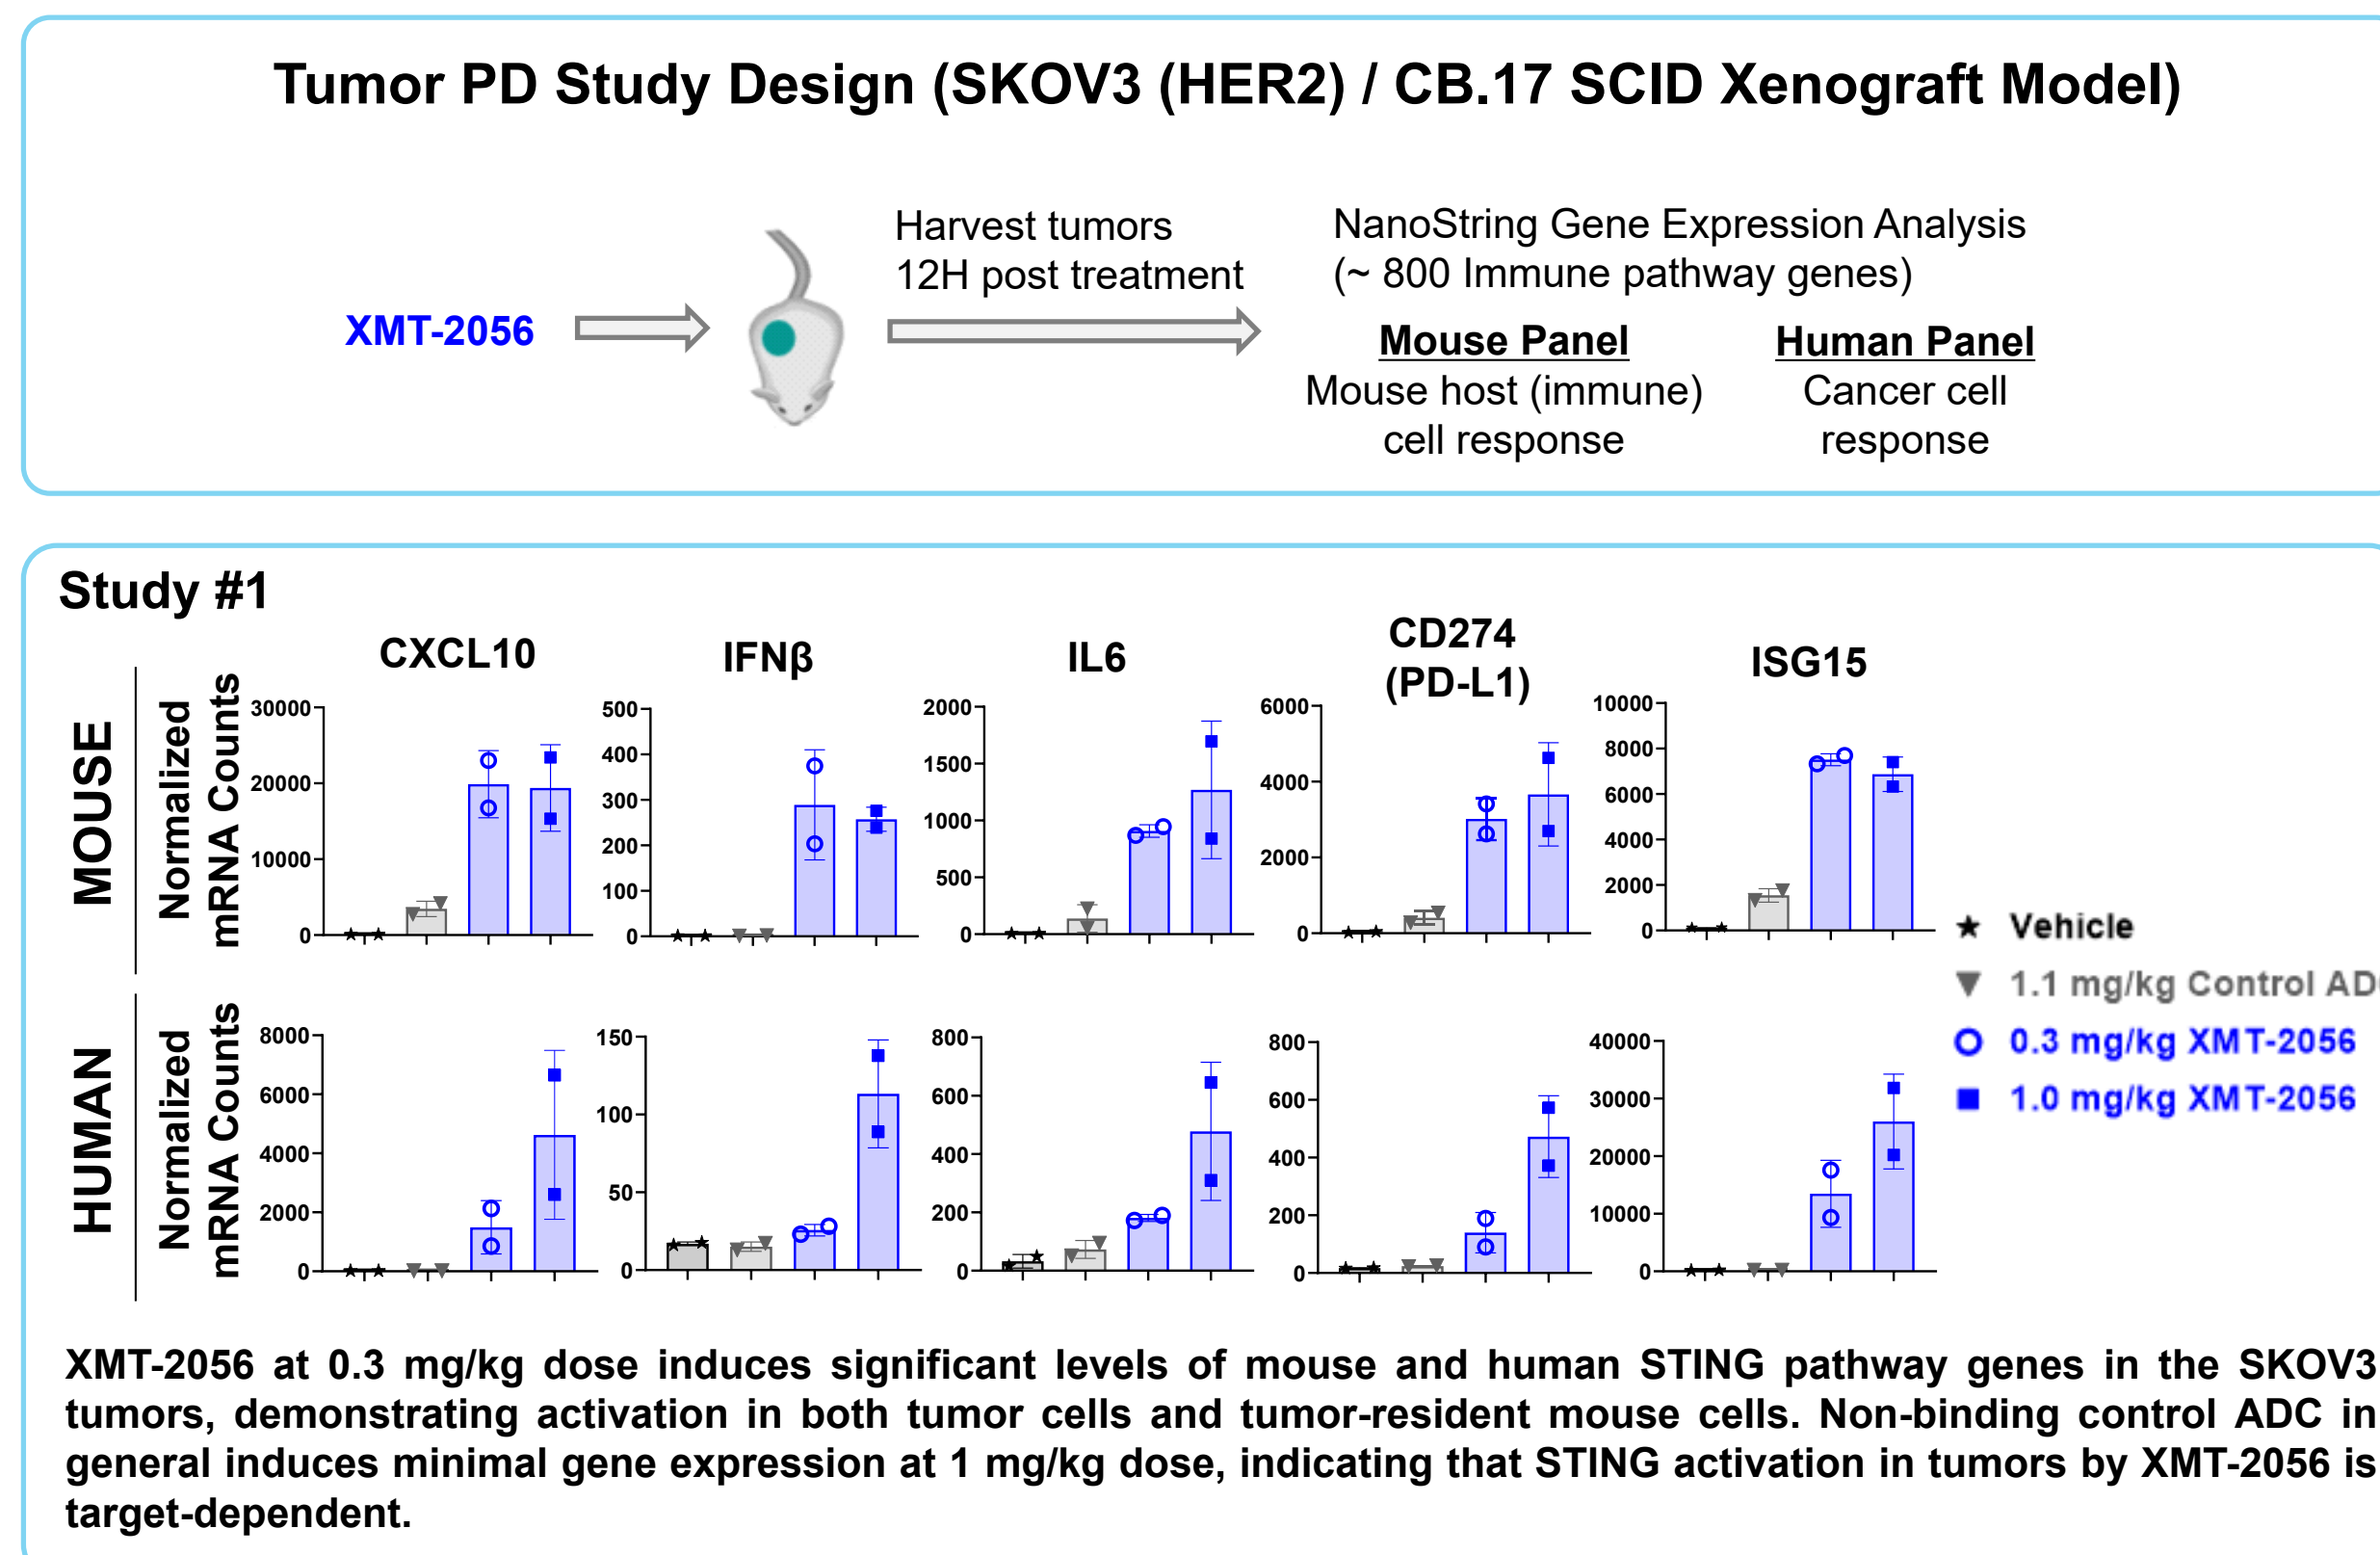 Tumor PD Study Design (SKOV3 (HER2) / CB.17 SCID Xenograft Model)
XMT-2056
Harvest tumors
12H post treatment
NanoString Gene Expression Analysis
(~ 800 Immune pathway genes)
Mouse Panel
Mouse host (immune)
cell response
Human Panel
Cancer cell
response
Study #1
MOUSE
Normalized
mRNA Counts
CXCL10
30000
20000
10000
0
IFNβ
500
400
300
200
100
0
IL6
2000
1500
1000
500
0
CD274
(PD-L1)
6000
4000
2000
0
ISG15
10000
8000
6000
4000
2000
0
Vehicle
1.1 mg/kg Control AD
0.3 mg/kg XMT-2056
1.0 mg/kg XMT-2056
HUMAN
Normalized
mRNA Counts
8000
6000
4000
2000
0
150
100
50
0
800
600
400
200
0
800
600
400
200
0
40000
30000
20000
10000
0
XMT-2056 at 0.3 mg/kg dose induces significant levels of mouse and human STING pathway genes in the SKOV3
tumors, demonstrating activation in both tumor cells and tumor-resident mouse cells. Non-binding control ADC in
general induces minimal gene expression at 1 mg/kg dose, indicating that STING activation in tumors by XMT-2056 is
target-dependent.